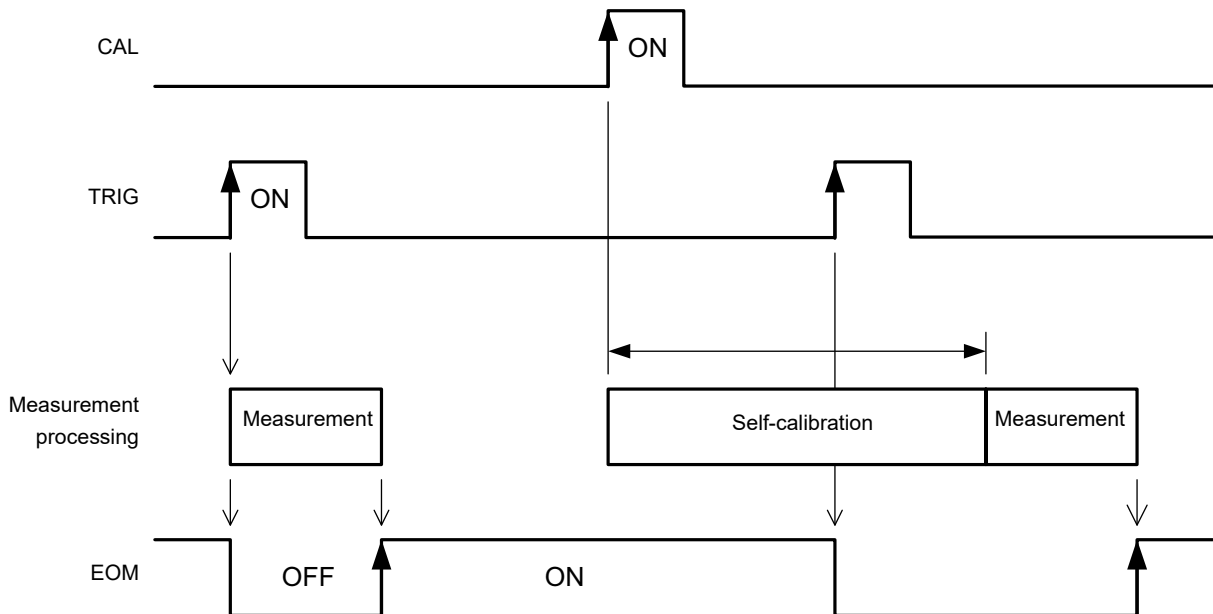 CAL
ON
TRIG
ON
Measurement
processing
Measurement
Self-calibration
Measurement
EOM
OFF
ON